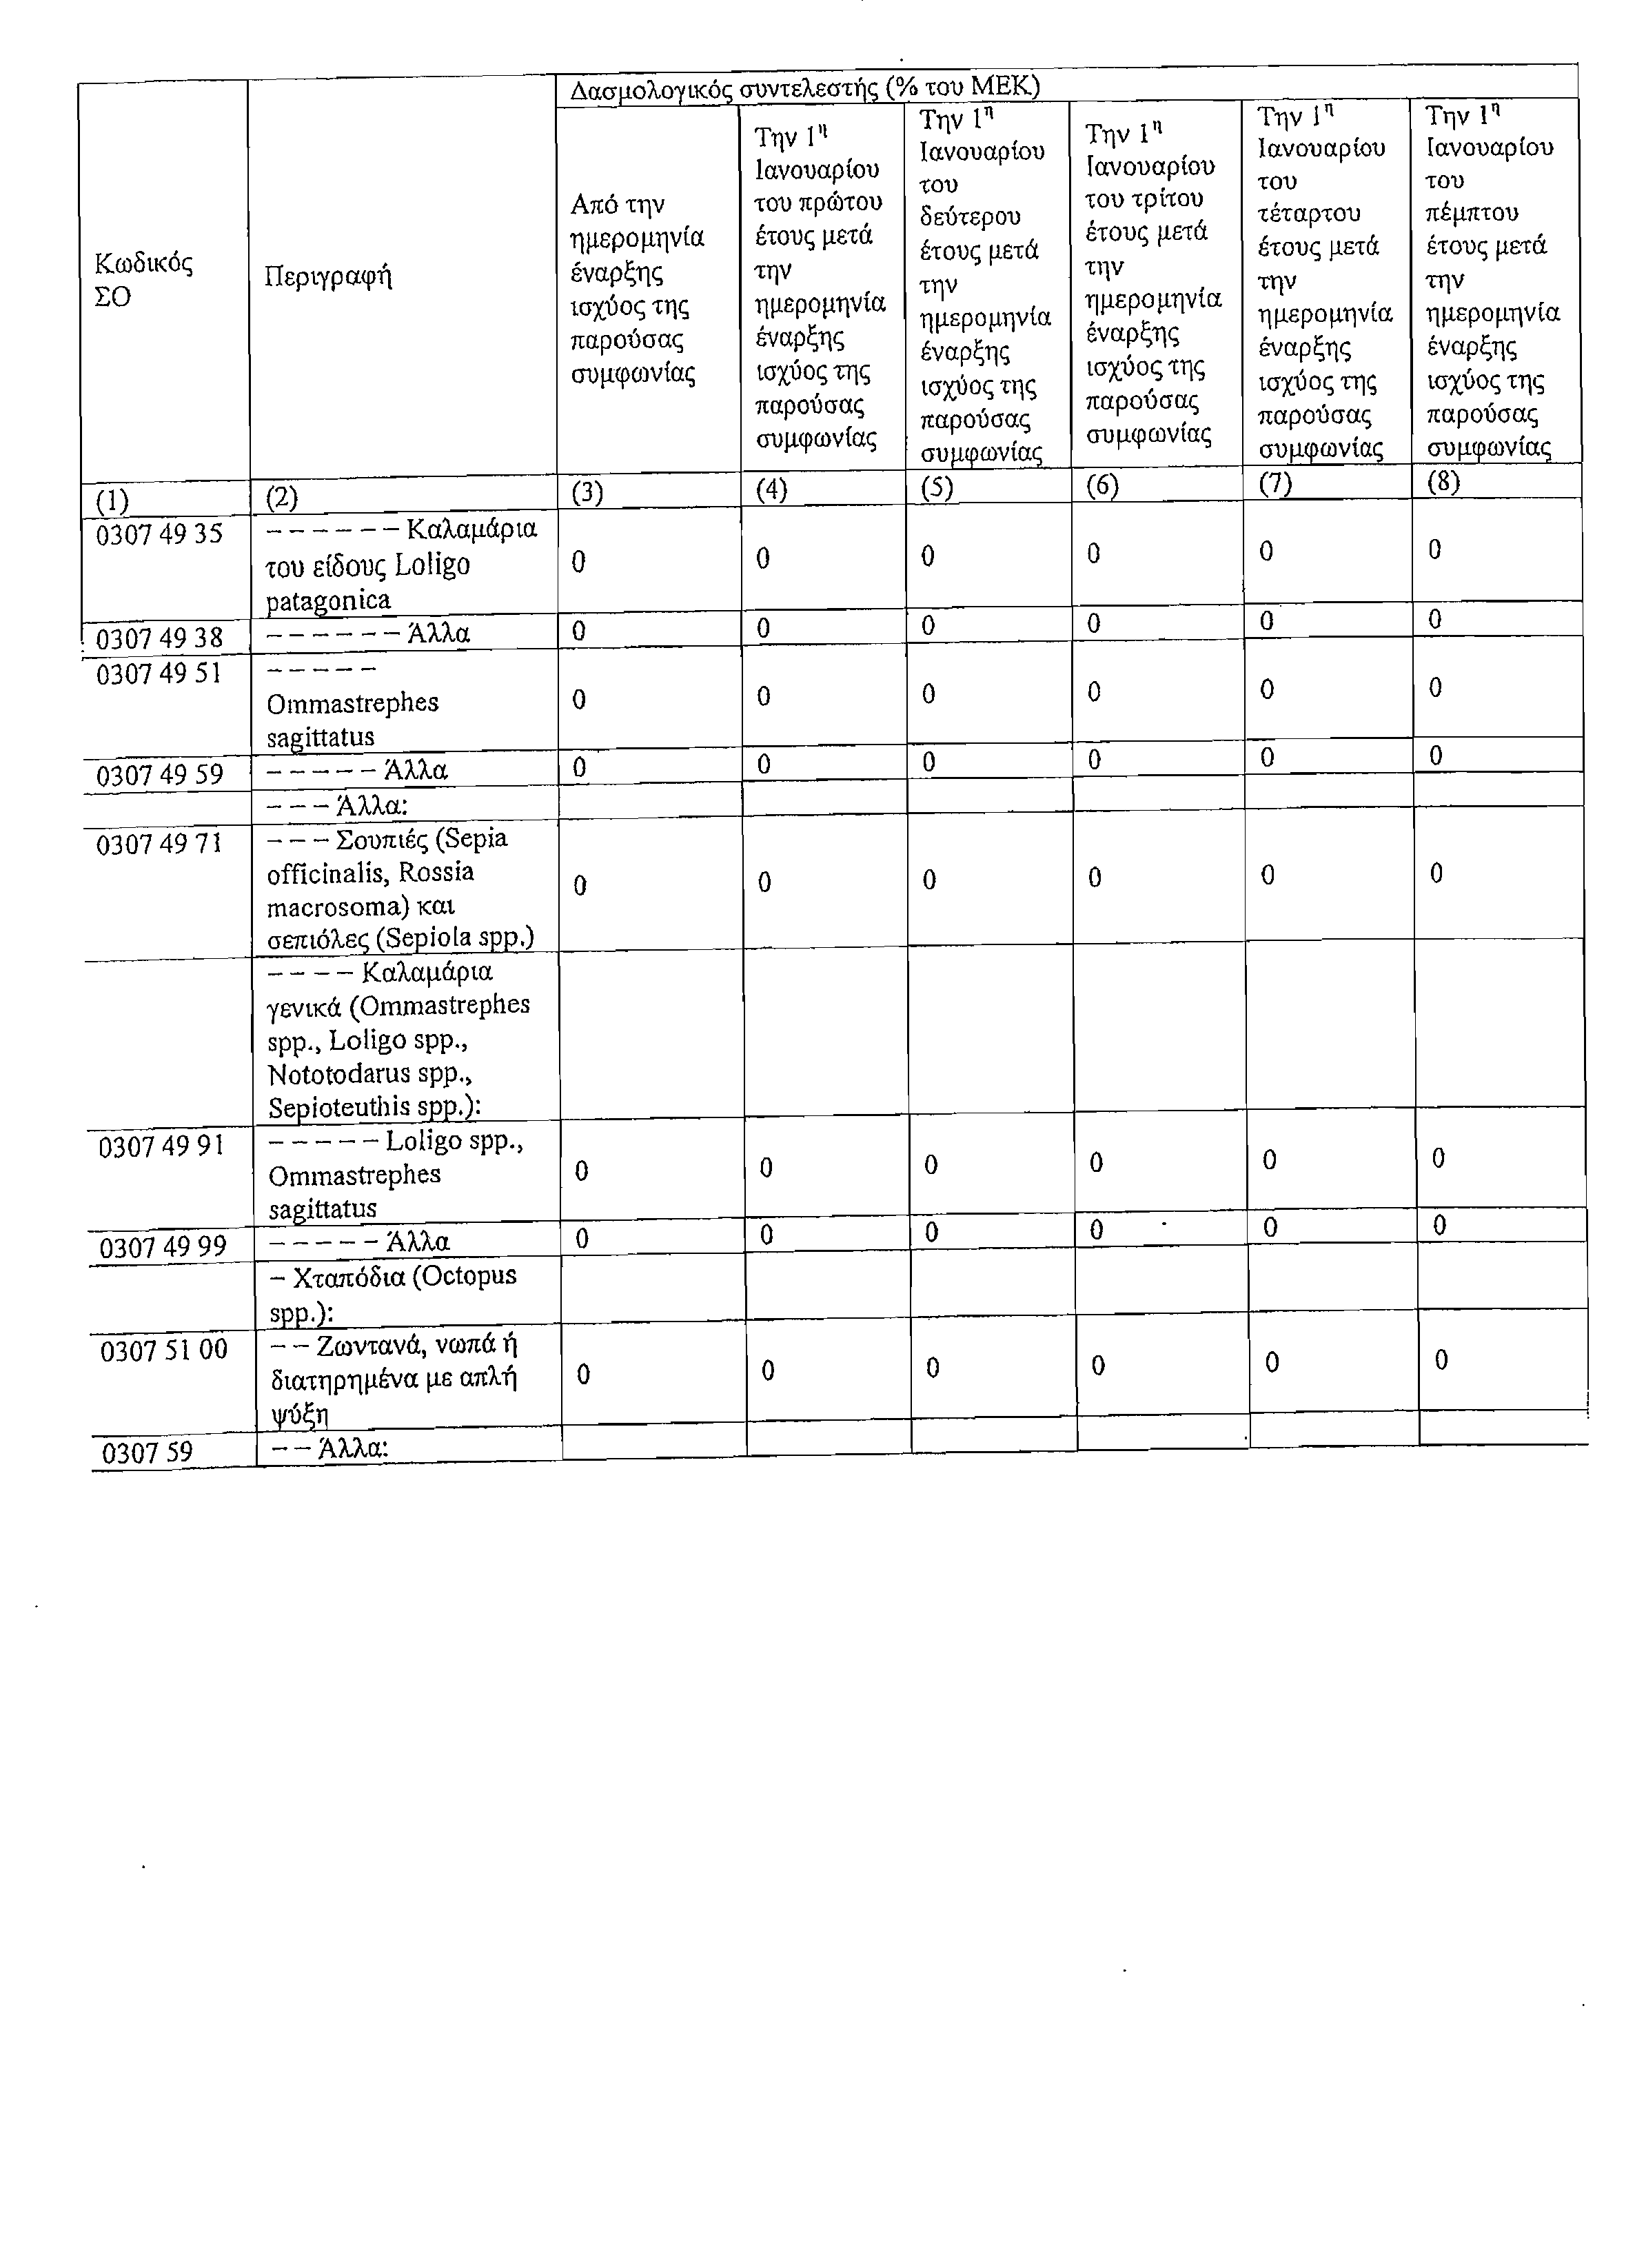 Δασμολογικός συντελεστής (% του ΜΕΚ)
Κωδικός
ΣΟ
Περιγραφή
Από την
ημερομηνία
έναρξης
ισχύος της
παρούσας
συμφωνίας
Την 1η
Ιανουαρίου
του πρώτου
έτους μετά
την
ημερομηνία
έναρξης
ισχύος της
παρούσας
συμφωνίας
Την 1η
Ιανουαρίου
του
δεύτερου
έτους μετά
την
ημερομηνία
έναρξης
ισχύος της
παρούσας
συμφωνίας
Την 1η
Ιανουαρίου
του τρίτου
έτους μετά
την
ημερομηνία
έναρξης
ισχύος της
παρούσας
συμφωνίας
Την 1η
Ιανουαρίου
του
τέταρτου
έτους μετά
την
ημερομηνία
έναρξης
ισχύος της
παρούσας
συμφωνίας
Την 1η
Ιανουαρίου
του
πέμπτου
έτους μετά
την
ημερομηνία
έναρξης
ισχύος της
παρούσας
συμφωνίας
(1) (2) (3) (4) (5) (6) (7) (8)
0307 49 35 – – – – – – Καλαμάρια
του είδους Loligo 0 0 0 0 0 0
patagonica
0307 49 38 – – – – – – Άλλα 0 0 0 0 0 0
0307 49 51 – – – – –
Ommastrephes 0 0 0 0 0 0
sagittatus
0307 49 59 – – – – – Άλλα 0 0 0 0 0 0
– – – Άλλα:
0307 49 71 – – – Σουπιές (Sepia
officinalis, Rossia 0 0 0 0 0 0
macrosoma) και
σεπιόλες (Sepiola spp.)
– – – – Καλαμάρια
γενικά (Ommastrephes
spp., Loligo spp.,
Nototodarus spp.,
Sepioteuthis spp.):
0307 49 91 – – – – – Loligo spp.,
Ommastrephes 0 0 0 0 0 0
sagittatus
0307 49 99 – – – – – Άλλα 0 0 0 0 0 0
– Χταπόδια (Octopus
spp.):
0307 51 00 – – Ζωντανά, νωπά ή
διατηρημένα με απλή 0 0 0 0 0 0
ψύξη
0307 59 – – Άλλα: